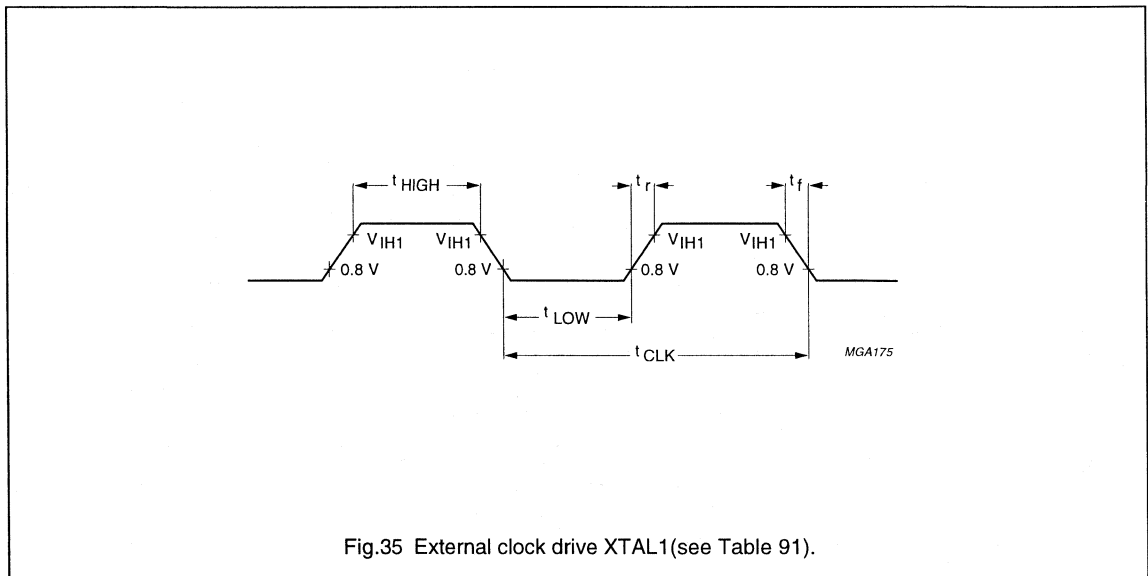 t HIGH
t r
t f
V IH1 V IH1 V IH1 V IH1
0.8 V 0.8 V 0.8 V 0.8 V
t LOW
t CLK
MGA175
Fig.35 External clock drive XTAL1(see Table 91).